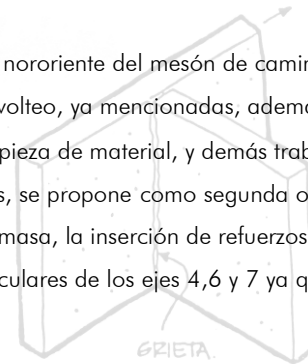 nororiente del mesón de camin
volteo, ya mencionadas, adem
pieza de material, y demás trab
s, se propone como segunda o
masa, la inserción de refuerzos
culares de los ejes 4,6 y 7 ya q
GRIETA